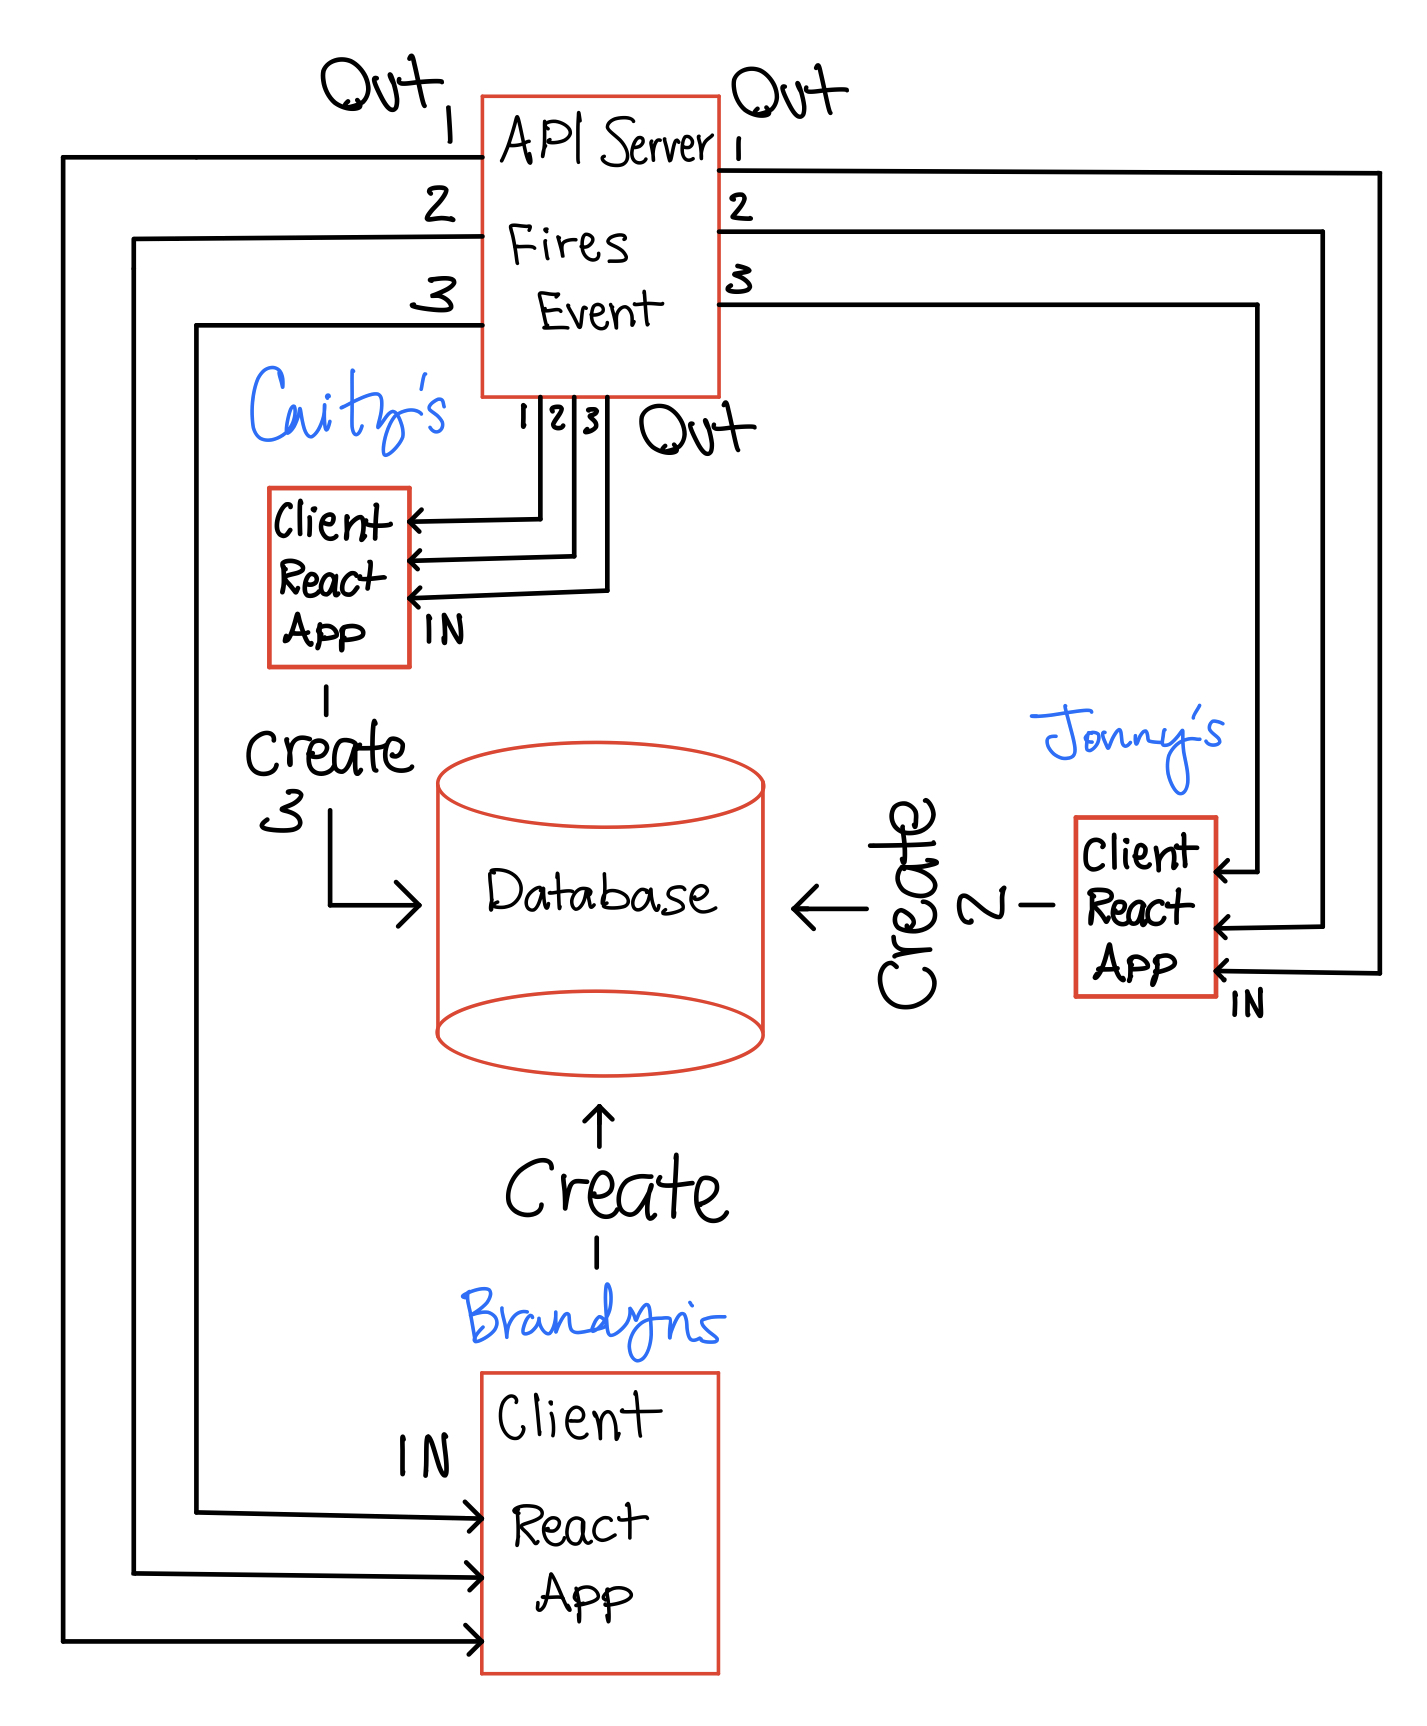 Out
Out
1
API Server
1
2
2
Fires
3
3
Event
Caity's
1 2 3
Out
Client
React
App
IN
Create
3
Jonny's
Database
Create
2
Client
React
App
IN
Create
Brandyn's
Client
IN
React
App